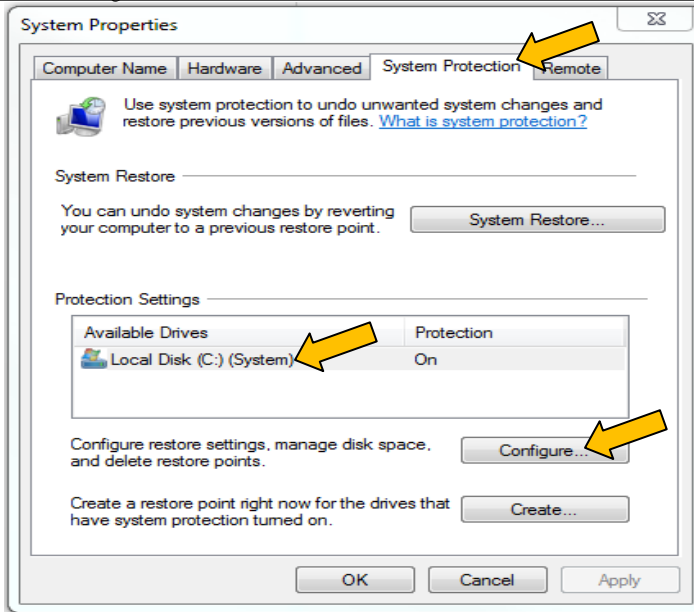 System Properties
Computer Name Hardware Advanced System Protection Remote
Use system protection to undo unwanted system changes and
restore previous versions of files. What is system protection?
System Restore
You can undo system changes by reverting
your computer to a previous restore point.
System Restore...
Protection Settings
Available Drives Protection
Local Disk (C:) (System) On
Configure restore settings, manage disk space,
and delete restore points.
Configure...
Create a restore point right now for the drives that
have system protection turned on.
Create...
OK Cancel Apply